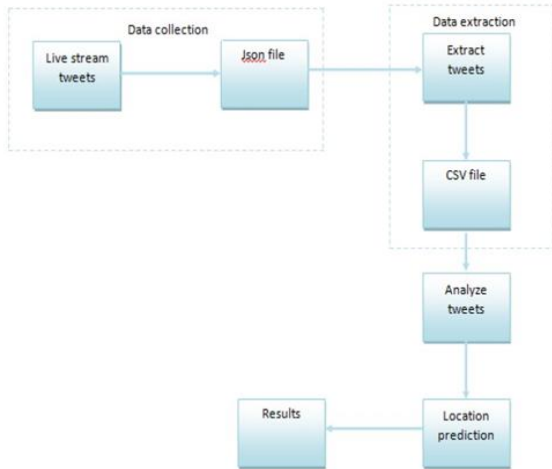 Data collection
Live stream
tweets
Json file
Data extraction
Extract
tweets
CSV file
Analyze
tweets
Location
prediction
Results